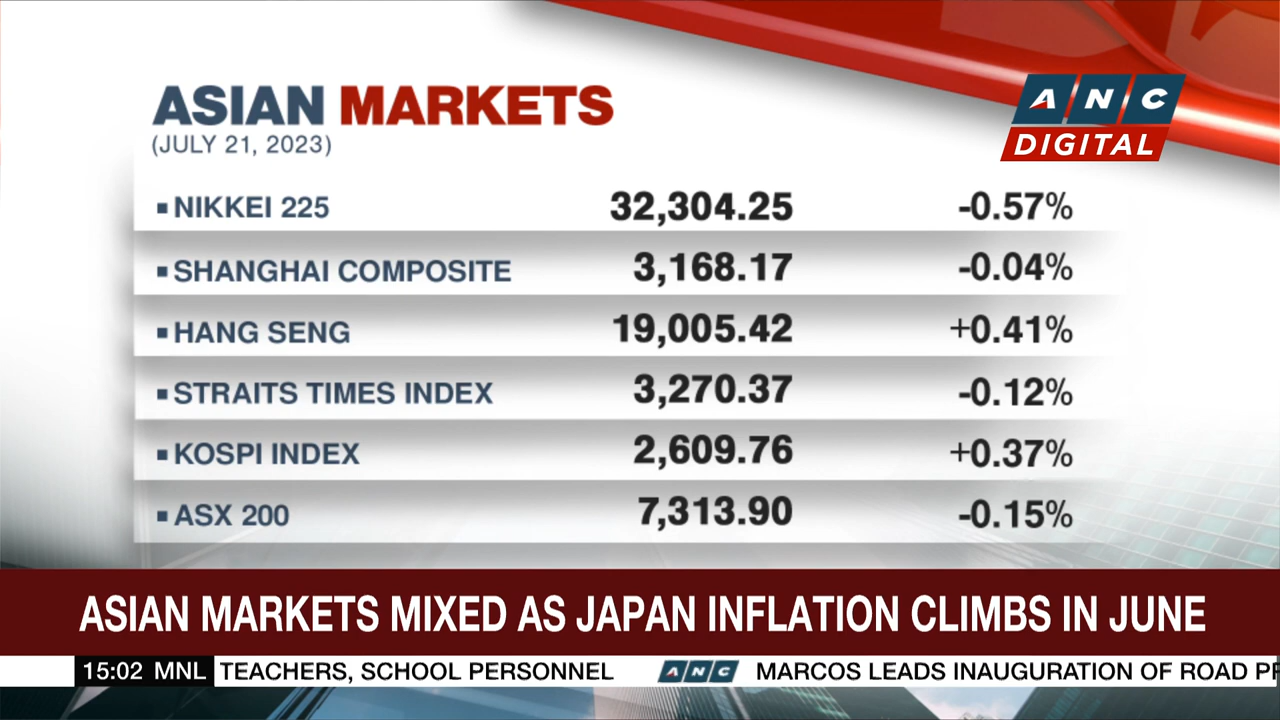 ASIAN MARKETS
(JULY 21, 2023)
ANC
DIGITAL
▪ NIKKEI 225 32,304.25 -0.57%
▪ SHANGHAI COMPOSITE 3,168.17 -0.04%
▪ HANG SENG 19,005.42 +0.41%
▪ STRAITS TIMES INDEX 3,270.37 -0.12%
▪ KOSPI INDEX 2,609.76 +0.37%
▪ ASX 200 7,313.90 -0.15%
ASIAN MARKETS MIXED AS JAPAN INFLATION CLIMBS IN JUNE
15:02 MNL TEACHERS, SCHOOL PERSONNEL ANC MARCOS LEADS INAUGURATION OF ROAD